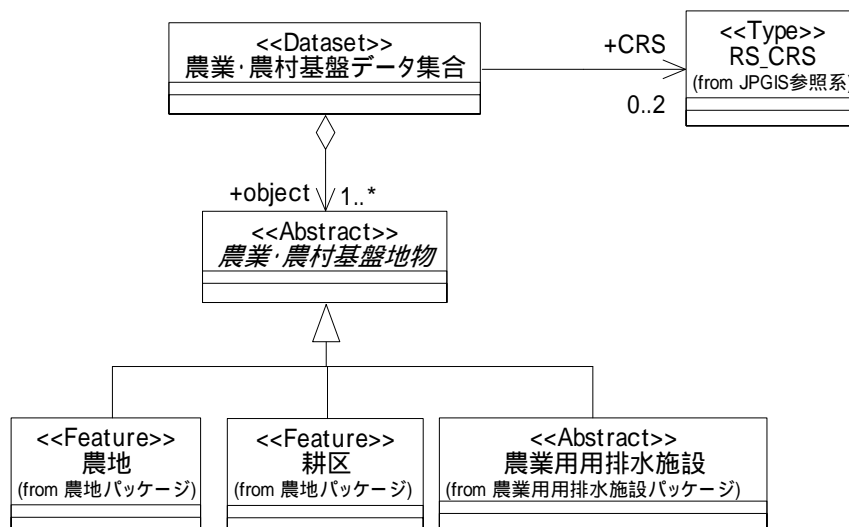 <<Dataset>>
農業・農村基盤データ集合
+CRS
0..2
<<Type>>
RS_CRS
(from JPGIS参照系)
+object
1..*
<<Abstract>>
農業・農村基盤地物
<<Feature>>
農地
(from 農地パッケージ)
<<Feature>>
耕区
(from 農地パッケージ)
<<Abstract>>
農業用用排水施設
(from 農業用用排水施設パッケージ)